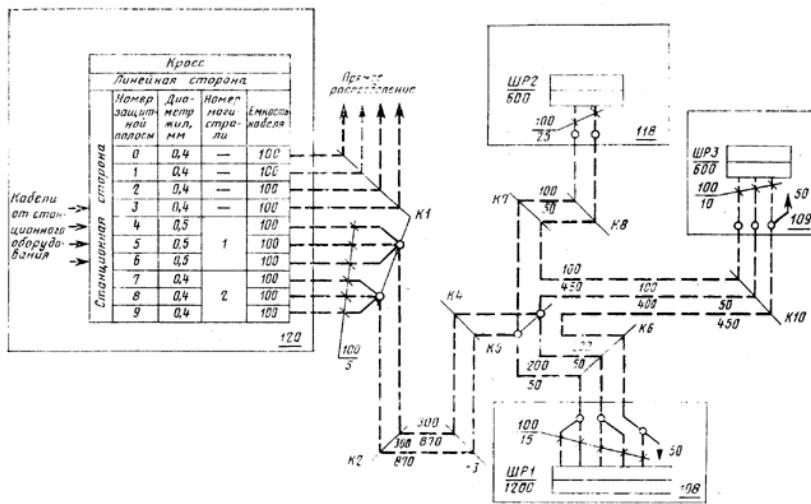 Кросс
Линейная сторона
Номер защитной полосы
Диаметр жил, мм
Номер магистрали
Емкость кабеля
Станционная сторона
0 0,4 — 100
1 0,4 — 100
2 0,4 — 100
3 0,4 — 100
4 0,5 100
5 0,5 1 100
6 0,5 100
7 0,4 100
8 0,4 2 100
9 0,4 100
120
Кабели
от стан-
ционного
оборудо-
вания
Прямое
распределение
К1
100
5
300
870
300
870
К2
К4
К5
К7
100
50
К8
ШР2
600
100
25
118
ШР3
600
100
10
50
109
100
450
100
400
50
450
К10
К6
200
50
50
100
15
50
ШР1
1200
108